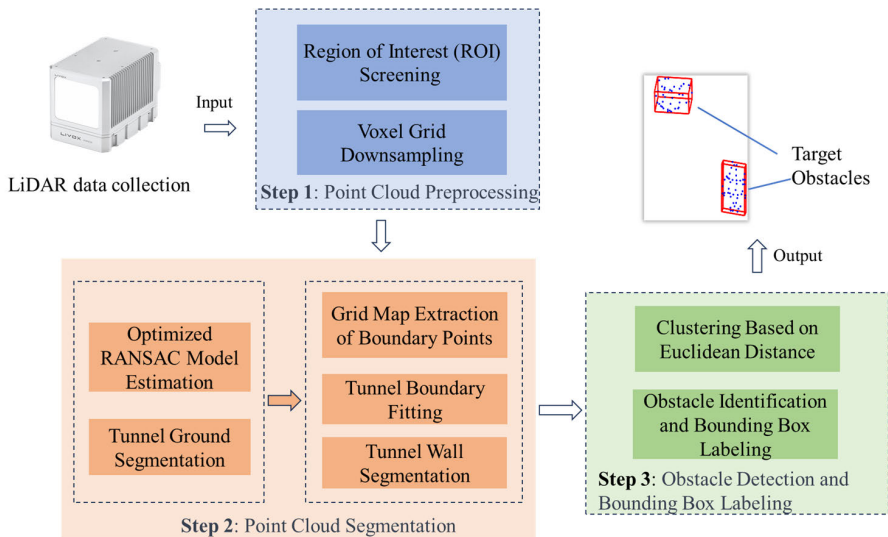 LIVOX
LiDAR data collection
Input
Region of Interest (ROI)
Screening
Voxel Grid
Downsampling
Step 1: Point Cloud Preprocessing
Optimized
RANSAC Model
Estimation
Tunnel Ground
Segmentation
Grid Map Extraction
of Boundary Points
Tunnel Boundary
Fitting
Tunnel Wall
Segmentation
Step 2: Point Cloud Segmentation
Clustering Based on
Euclidean Distance
Obstacle Identification
and Bounding Box
Labeling
Step 3: Obstacle Detection and
Bounding Box Labeling
Output
Target
Obstacles